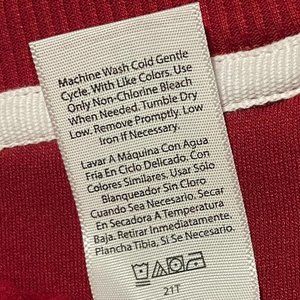 Machine Wash Cold Gentle
Cycle. With Like Colors. Use
Only Non-Chlorine Bleach
When Needed. Tumble Dry
Low. Remove Promptly. Low
Iron If Necessary.
Lavar A Máquina Con Agua
Fria En Ciclo Delicado. Con
Colores Similares. Usar Sólo
Blanqueador Sin Cloro
Cuando Sea Necesario. Secar
En Secadora A Temperatura
Baja. Retirar Inmediatamente.
Plancha Tibia, Si Se Necesario.
21T